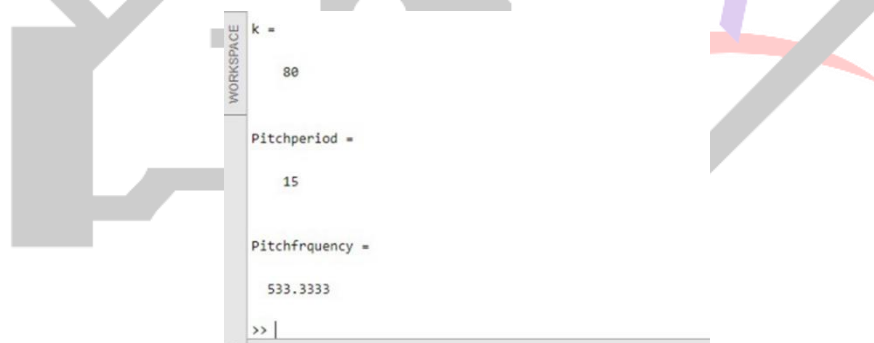 WORKSPACE
k =
80
Pitchperiod =
15
Pitchfrquency =
533.3333
>>